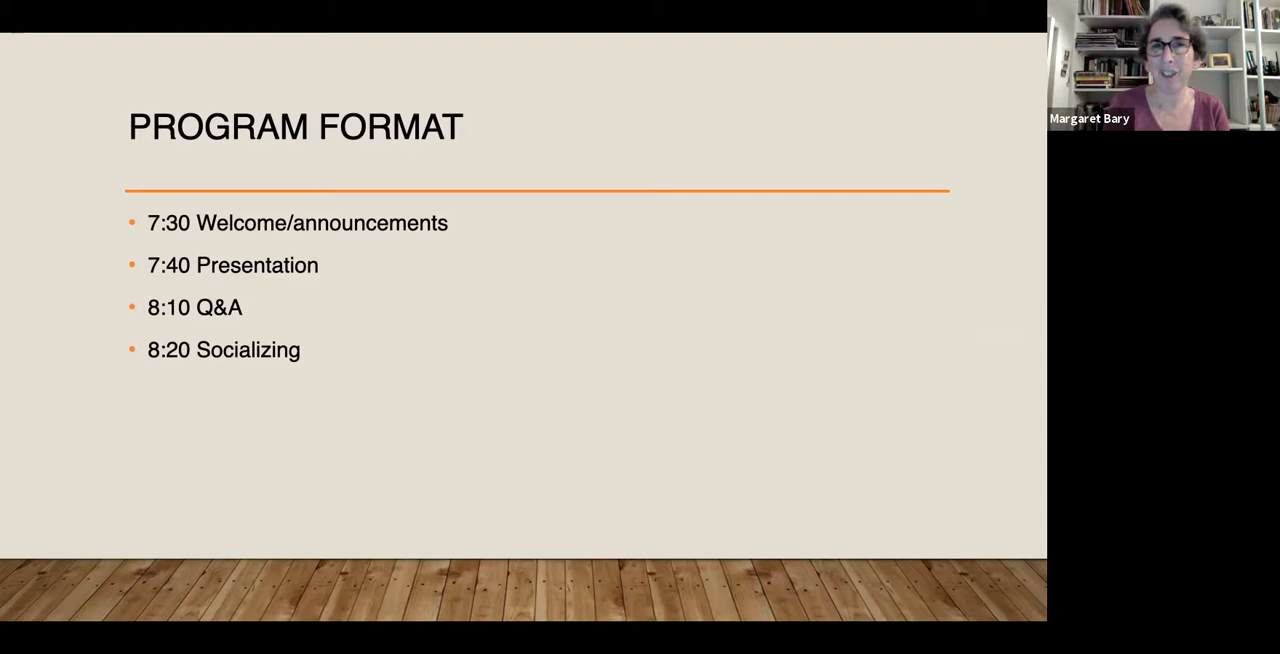 PROGRAM FORMAT
• 7:30 Welcome/announcements
• 7:40 Presentation
• 8:10 Q&A
• 8:20 Socializing
Margaret Bary